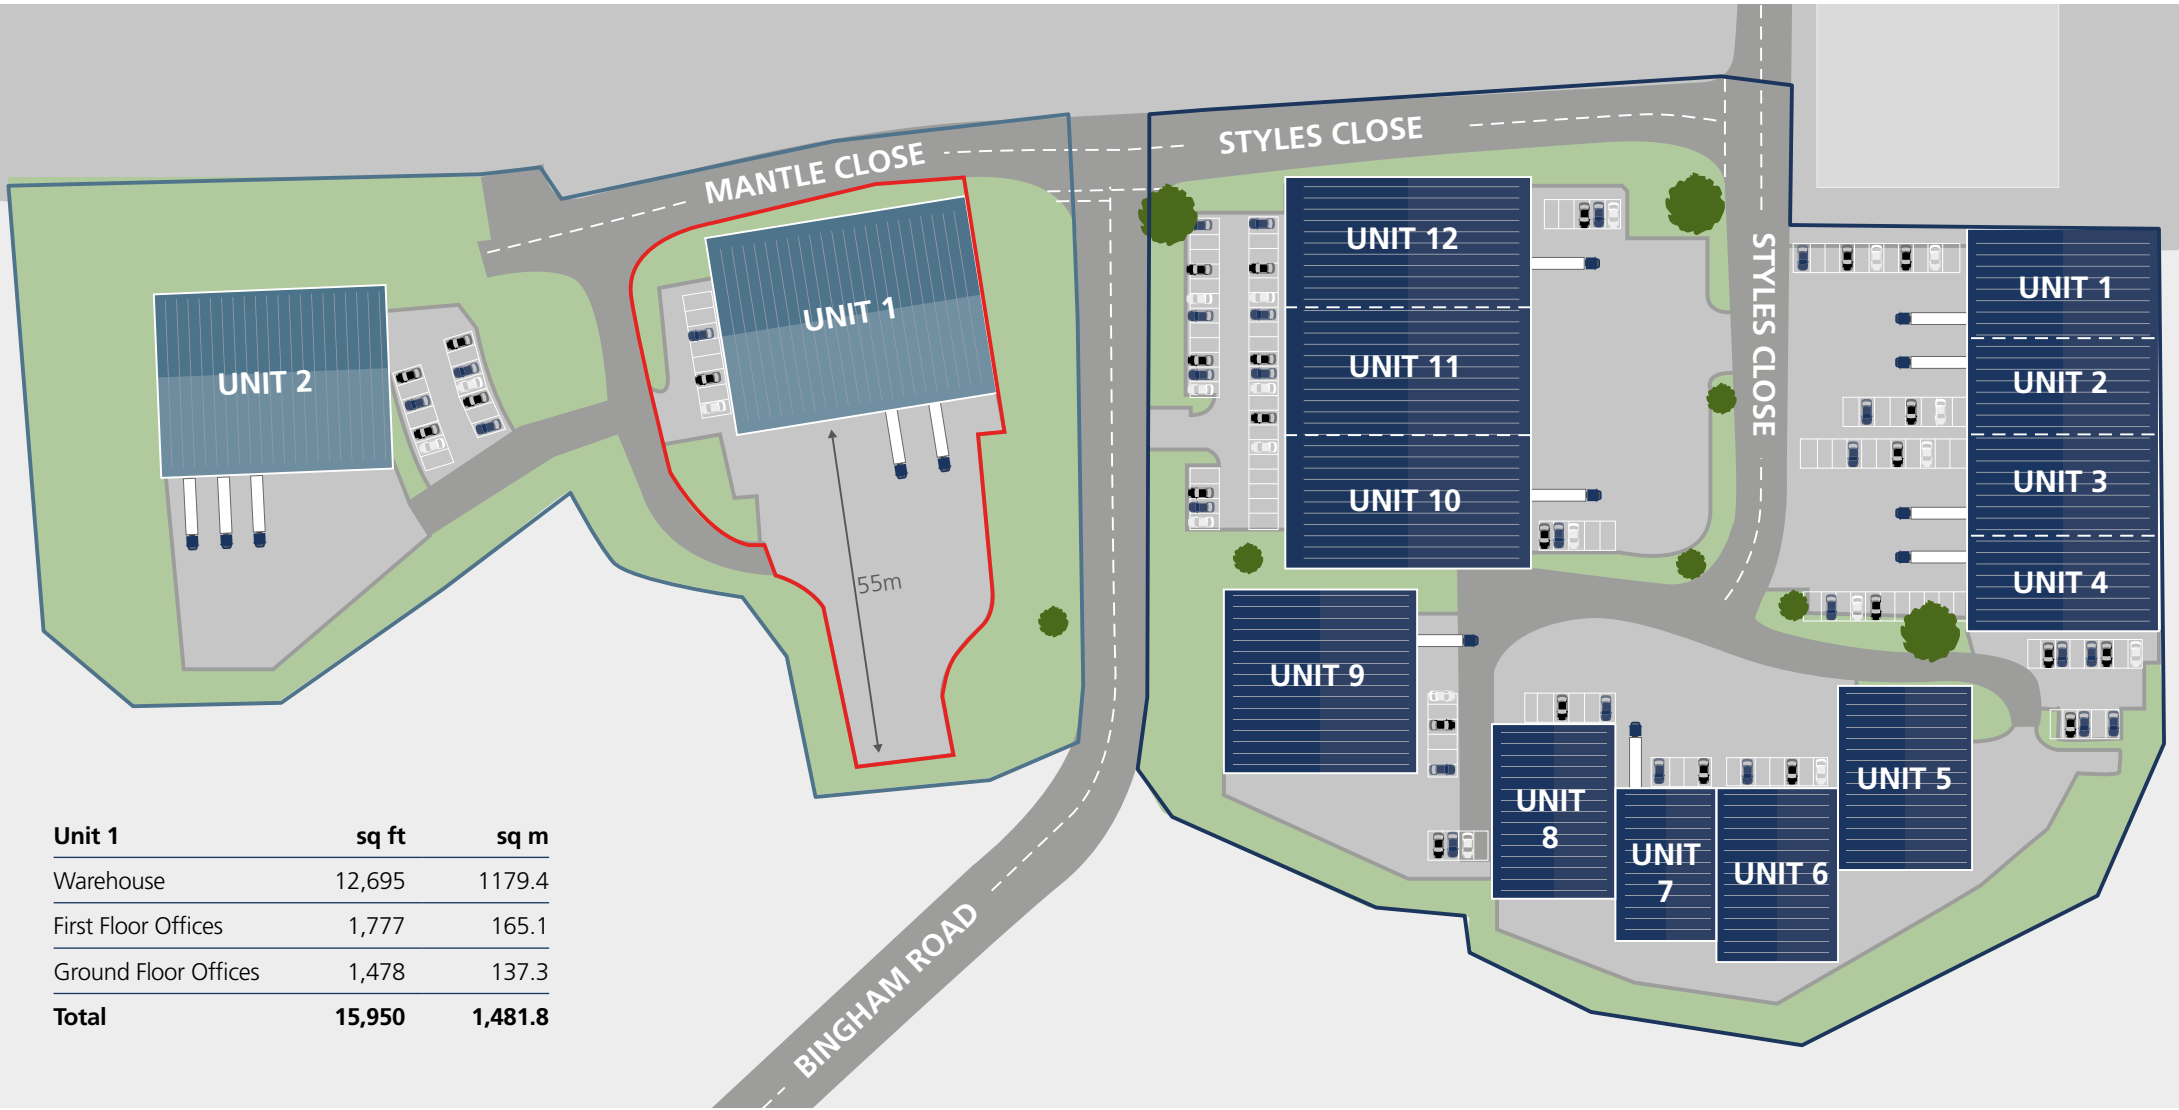 MANTLE CLOSE
STYLES CLOSE
STYLES CLOSE
UNIT 2
UNIT 1
55m
UNIT 12
UNIT 11
UNIT 10
UNIT 9
UNIT 1
UNIT 2
UNIT 3
UNIT 4
UNIT 5
UNIT
8
UNIT
7
UNIT 6
BINGHAM ROAD
Unit 1 sq ft sq m
Warehouse 12,695 1179.4
First Floor Offices 1,777 165.1
Ground Floor Offices 1,478 137.3
Total 15,950 1,481.8